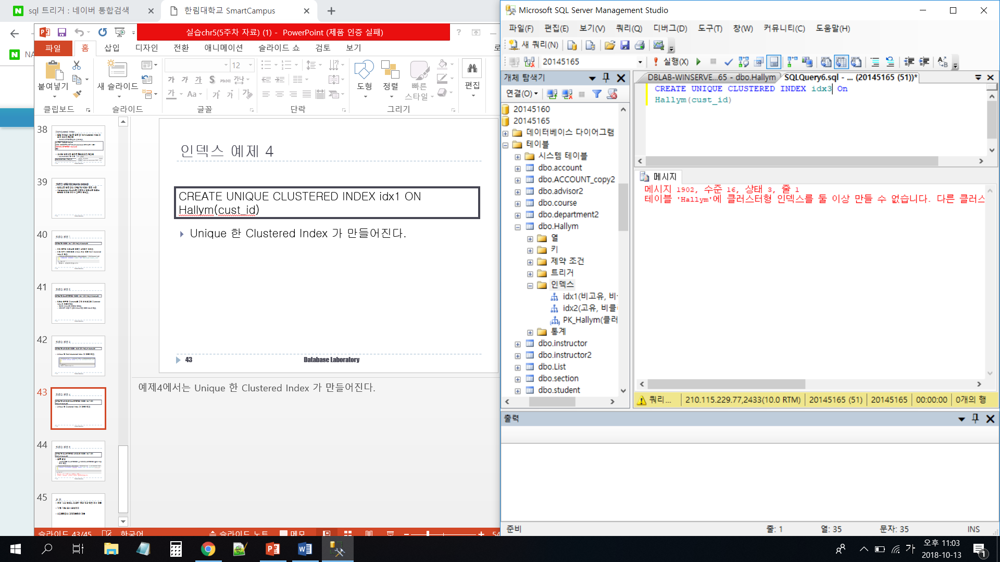 sql 트리거 : 네이버 통합검색
한림대학교 SmartCampus
NA
실습chr5(5주차 자료) (1) - PowerPoint (제품 인증 실패)
파일
홈
삽입
디자인
전환
애니메이션
슬라이드 쇼
검토
보기
로
붙여넣기
새 슬라이드
12
가 가 가 S 가나다 가나
가 Aa 가 가 가
도형
정렬
빠른
스타일
편집
클립보드
슬라이드
글꼴
단락
그리기
38
39
40
41
42
43
44
45
인덱스 예제 4
CREATE UNIQUE CLUSTERED INDEX idx1 ON
Hallym(cust_id)
Unique 한 Clustered Index 가 만들어진다.
43
Database Laboratory
예제4에서는 Unique 한 Clustered Index 가 만들어진다.
슬라이드 43/45
한국어
슬라이드 노트
메모
54
Microsoft SQL Server Management Studio
파일(F) 편집(E) 보기(V) 쿼리(Q) 디버그(D) 도구(T) 창(W) 커뮤니티(C) 도움말(H)
새 쿼리(N)
20145165
실행(X)
개체 탐색기
연결(O)
20145160
20145165
데이터베이스 다이어그램
테이블
시스템 테이블
dbo.account
dbo.ACCOUNT_copy2
dbo.advisor2
dbo.course
dbo.department2
dbo.Hallym
열
키
제약 조건
트리거
인덱스
idx1(비고유, 비
idx2(고유, 비클
PK_Hallym(클러
통계
dbo.instructor
dbo.instructor2
dbo.List
dbo.section
dbo.student
DBLAB-WINSERVE...65 - dbo.Hallym
SQLQuery6.sql - ... (20145165 (51))*
CREATE UNIQUE CLUSTERED INDEX idx3 On
Hallym(cust_id)
메시지
메시지 1902, 수준 16, 상태 3, 줄 1
테이블 'Hallym'에 클러스터형 인덱스를 둘 이상 만들 수 없습니다. 다른 클러스
쿼리...
210.115.229.77,2433(10.0 RTM)
20145165 (51)
20145165
00:00:00
0개의 행
출력
준비
줄: 1
열: 35
문자: 35
INS
가
오후 11:03
2018-10-13
1